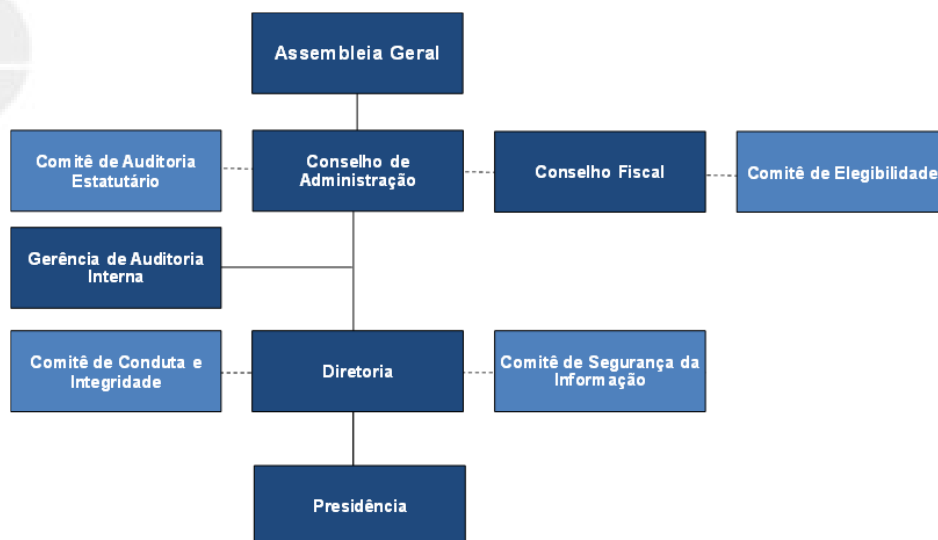 Assembleia Geral
Comitê de Auditoria
Estatutário
Conselho de
Administração
Conselho Fiscal
Comitê de Elegibilidade
Gerência de Auditoria
Interna
Comitê de Conduta e
Integridade
Diretoria
Comitê de Segurança da
Informação
Presidência